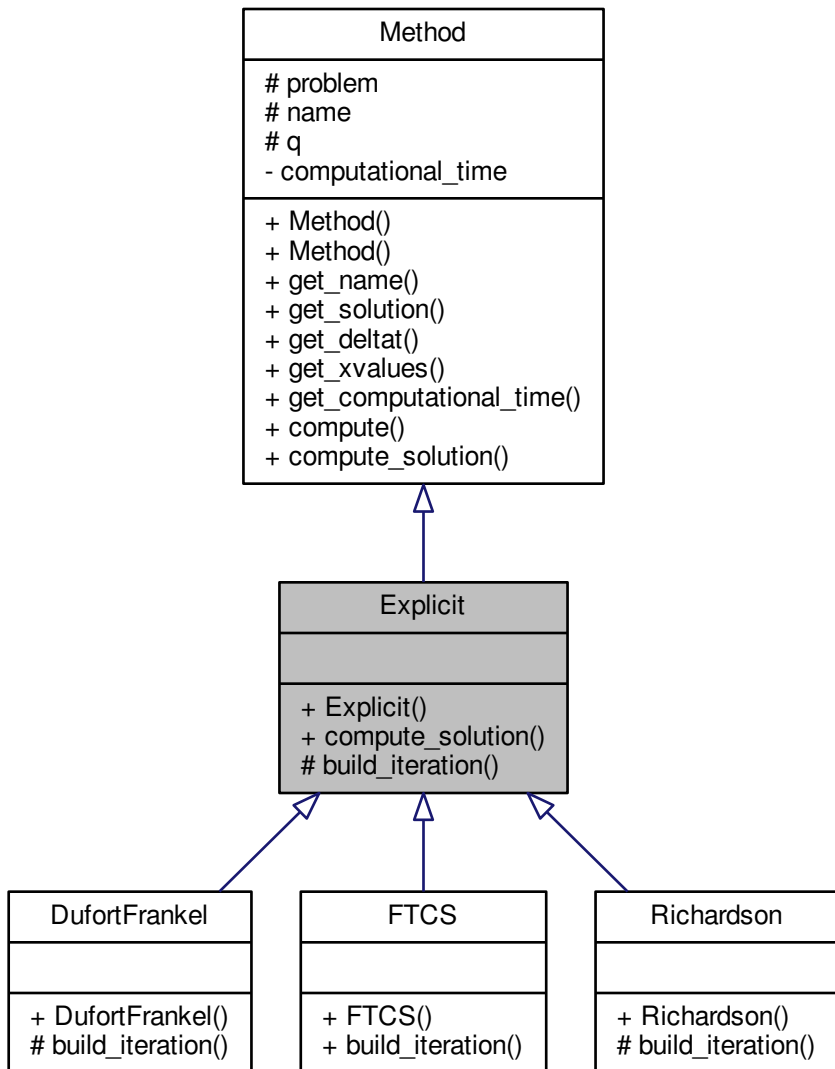 Method
# problem
# name
# q
- computational_time
+ Method()
+ Method()
+ get_name()
+ get_solution()
+ get_deltat()
+ get_xvalues()
+ get_computational_time()
+ compute()
+ compute_solution()
Explicit
+ Explicit()
+ compute_solution()
# build_iteration()
DufortFrankel
+ DufortFrankel()
# build_iteration()
FTCS
+ FTCS()
+ build_iteration()
Richardson
+ Richardson()
# build_iteration()